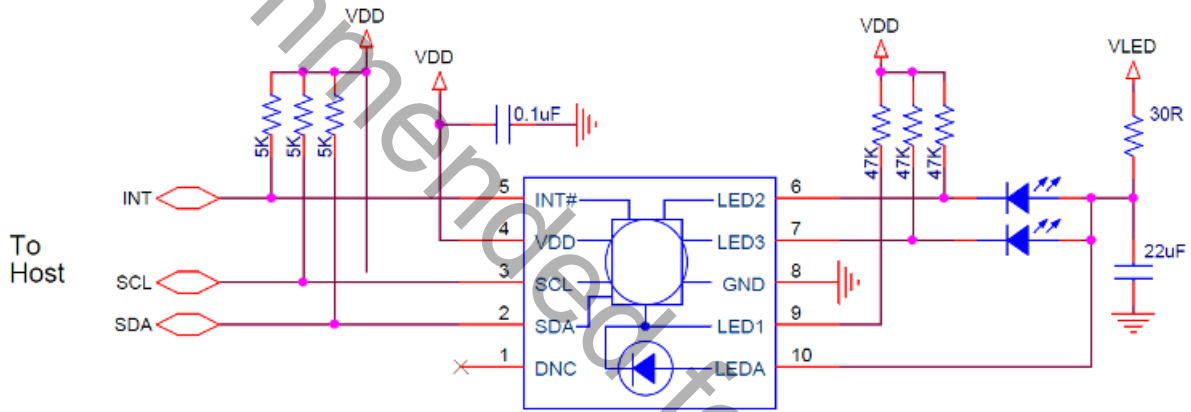 VDD
VDD
VDD
VLED
0.1uF
30R
5K
5K
5K
47K
47K
47K
INT
5
INT#
LED2
6
4
VDD
LED3
7
To
Host
22uF
SCL
3
SCL
GND
8
SDA
2
SDA
LED1
9
1
DNC
LEDA
10